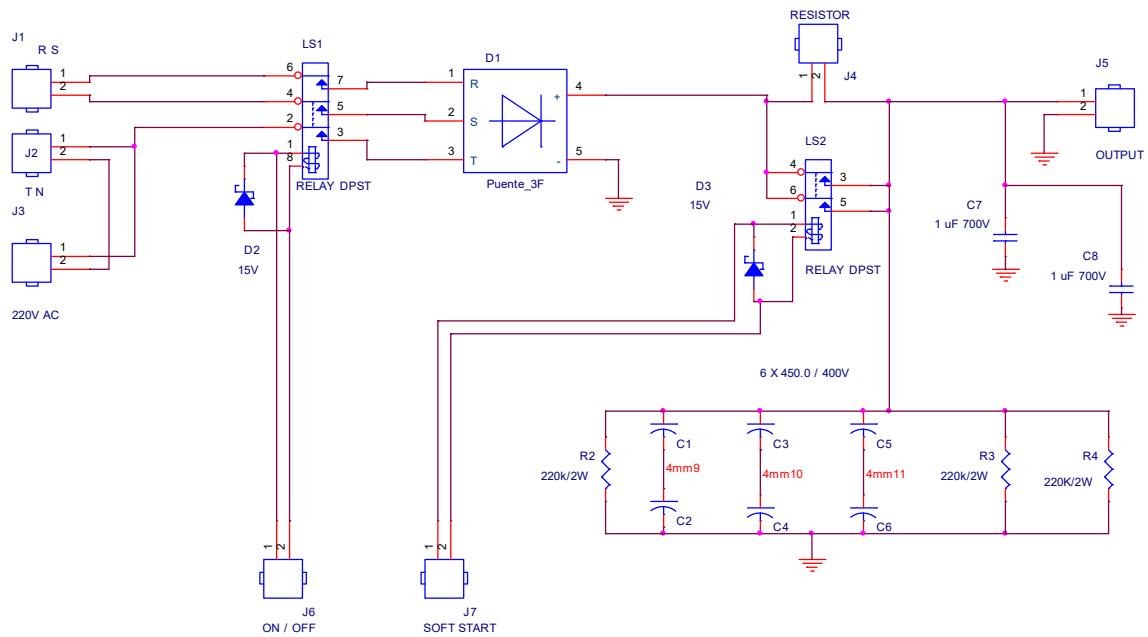 RESISTOR
J1
R S
1
2
LS1
6
7
4
5
2
3
1
8
RELAY DPST
D1
1
R
2
S
3
T
+
4
-
5
Puente_3F
1
2
J4
J5
1
2
OUTPUT
J2
1
2
T N
J3
1
2
220V AC
D2
15V
LS2
4
3
6
5
1
2
RELAY DPST
D3
15V
C7
1 uF 700V
C8
1 uF 700V
6 X 450.0 / 400V
R2
220k/2W
C1
4mm9
C2
C3
4mm10
C4
C5
4mm11
C6
R3
220k/2W
R4
220K/2W
1
2
J6
ON / OFF
1
2
J7
SOFT START